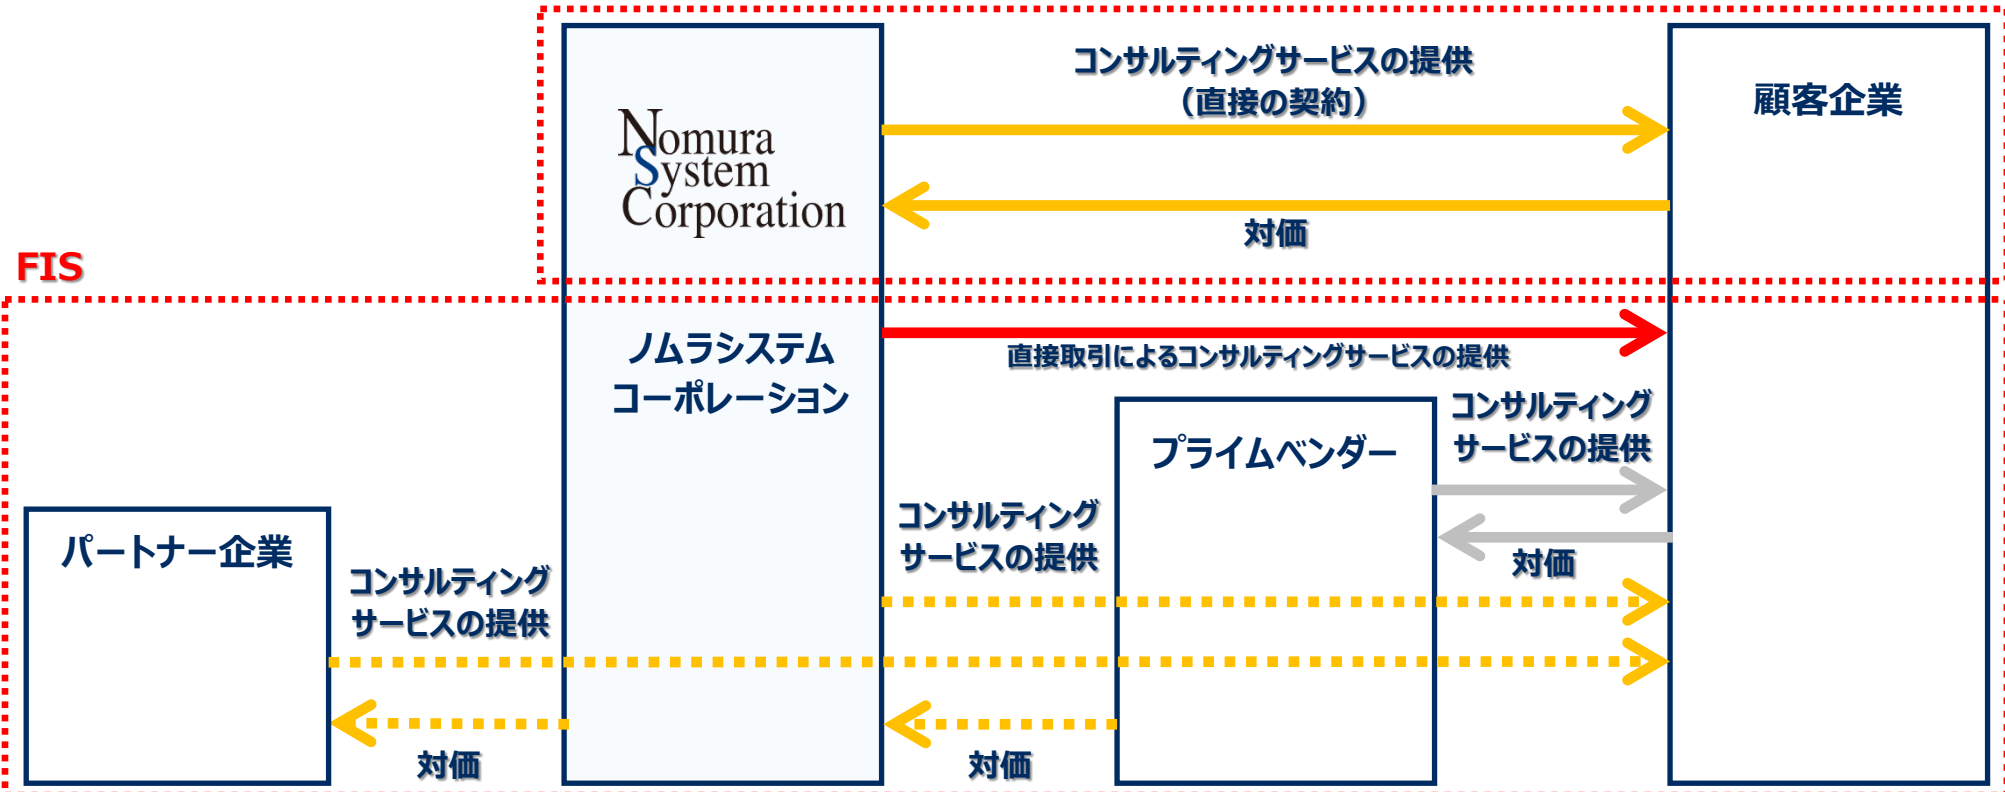 コンサルティングサービスの提供
（直接の契約）
顧客企業
Nomura
System
Corporation
対価
FIS
ノムラシステム
コーポレーション
直接取引によるコンサルティングサービスの提供
コンサルティング
サービスの提供
プライムベンダー
コンサルティング
サービスの提供
パートナー企業
対価
コンサルティング
サービスの提供
対価
対価